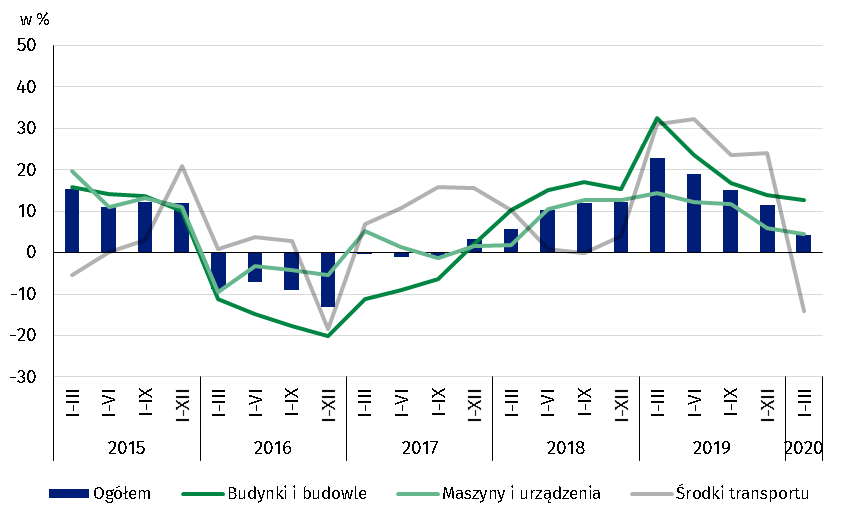 w %
50
40
30
20
10
0
-10
-20
-30
I-III I-VI I-IX I-XII I-III I-VI I-IX I-XII I-III I-VI I-IX I-XII I-III I-VI I-IX I-XII I-III I-VI I-IX I-XII I-III
2015 2016 2017 2018 2019 2020
Ogółem Budynki i budowle Maszyny i urządzenia Środki transportu